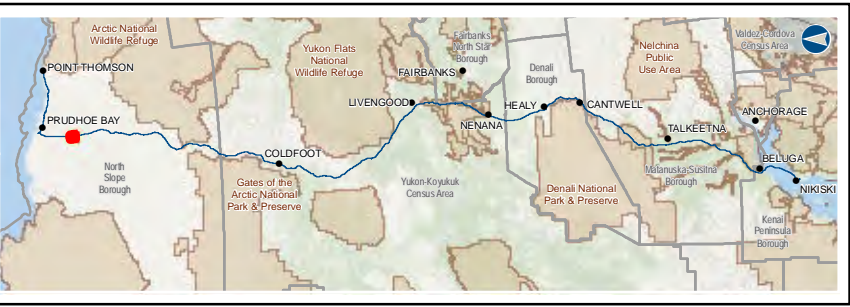 Arctic National
Wildlife Refuge
POINT THOMSON
PRUDHOE BAY
North
Slope
Borough
Yukon Flats
National
Wildlife Refuge
COLDFOOT
Gates of the
Arctic National
Park & Preserve
LIVENGOOD
Fairbanks
North Star
Borough
FAIRBANKS
NENANA
Yukon-Koyukuk
Census Area
Denali
Borough
HEALY
CANTWELL
Denali National
Park & Preserve
Nelchina
Public
Use Area
TALKEETNA
Matanuska-Susitna
Borough
Valdez-Cordova
Census Area
ANCHORAGE
BELUGA
NIKISKI
Kenai
Peninsula
Borough